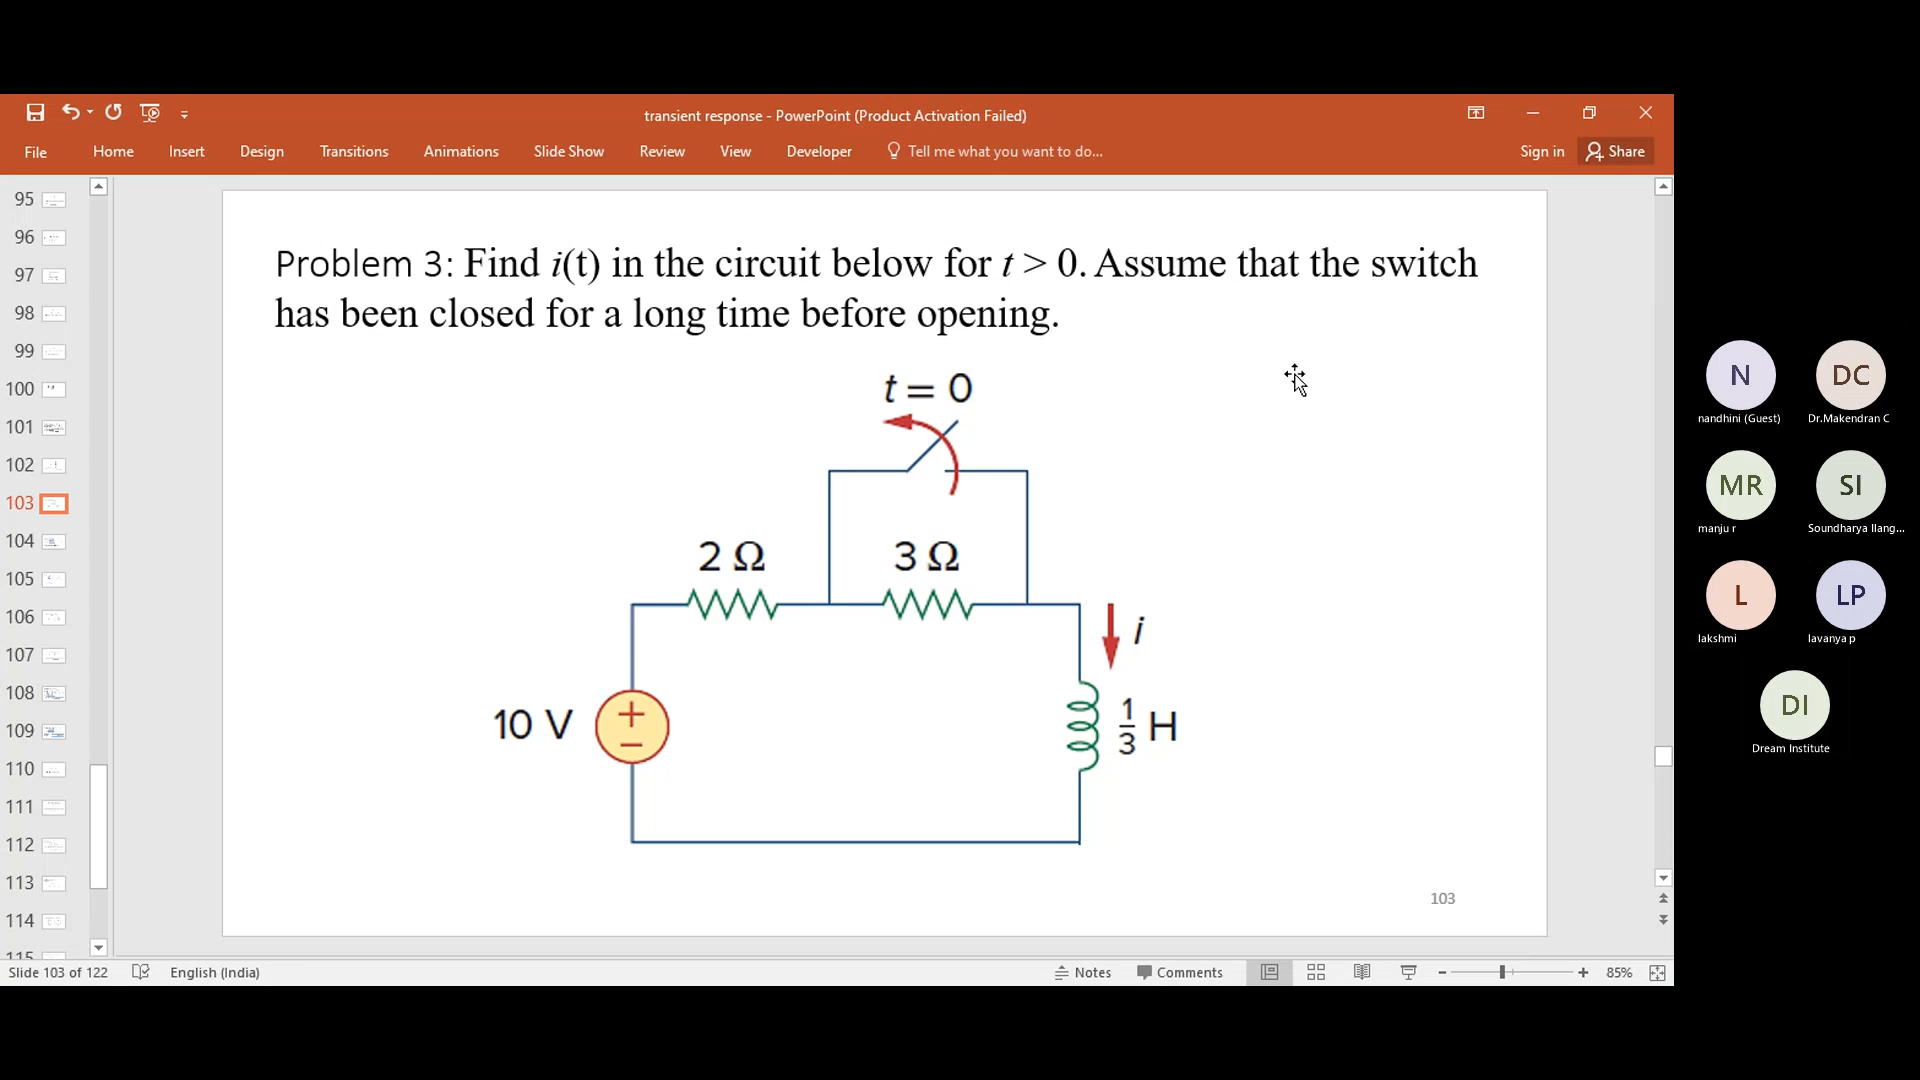 transient response - PowerPoint (Product Activation Failed)
File Home Insert Design Transitions Animations Slide Show Review View Developer Tell me what you want to do... Sign in Share
95
96
97
98
99
100
101
102
103
104
105
106
107
108
109
110
111
112
113
114
115
Problem 3: Find i(t) in the circuit below for t > 0. Assume that the switch
has been closed for a long time before opening.
t = 0
2 Ω 3 Ω
i
10 V + −
1/3 H
103
Slide 103 of 122 English (India) Notes Comments 85%
N DC
nandhini (Guest) Dr.Makendran C
MR SI
manju r Soundharya Ilang...
L LP
lakshmi lavanya p
DI
Dream Institute